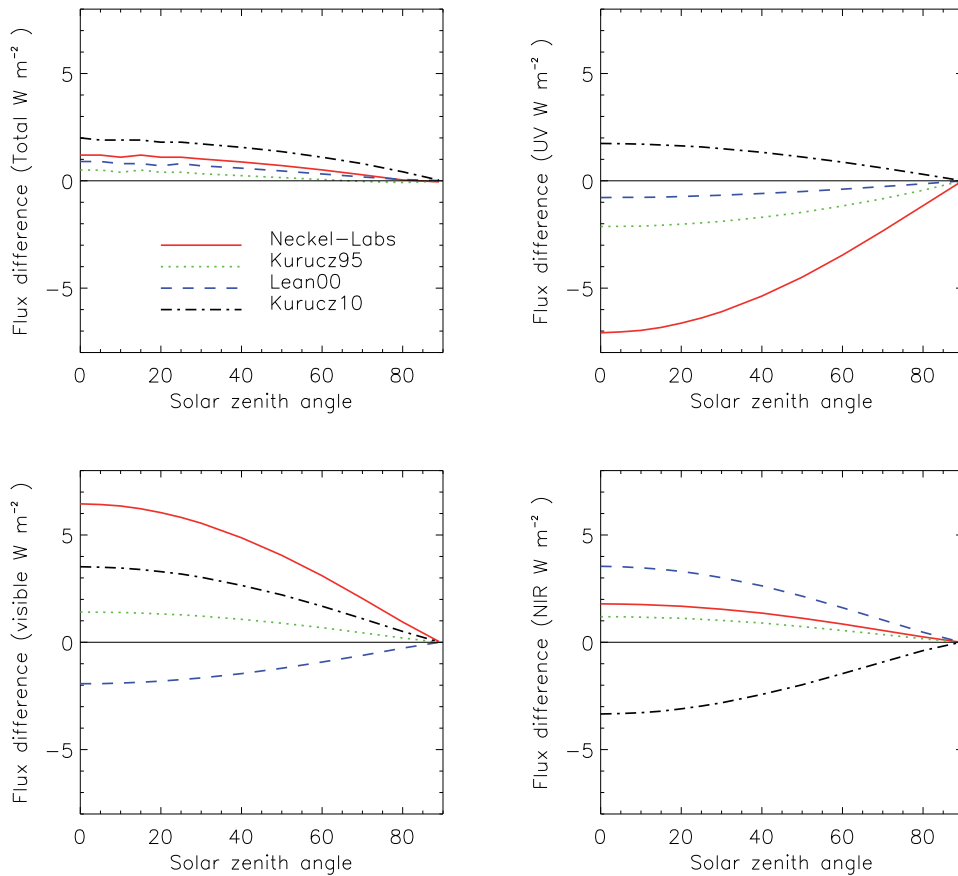 Flux difference (Total W m⁻² )
5
0
−5
0 20 40 60 80
Solar zenith angle
Neckel−Labs
Kurucz95
Lean00
Kurucz10
Flux difference (UV W m⁻² )
5
0
−5
0 20 40 60 80
Solar zenith angle
Flux difference (visible W m⁻² )
5
0
−5
0 20 40 60 80
Solar zenith angle
Flux difference (NIR W m⁻² )
5
0
−5
0 20 40 60 80
Solar zenith angle